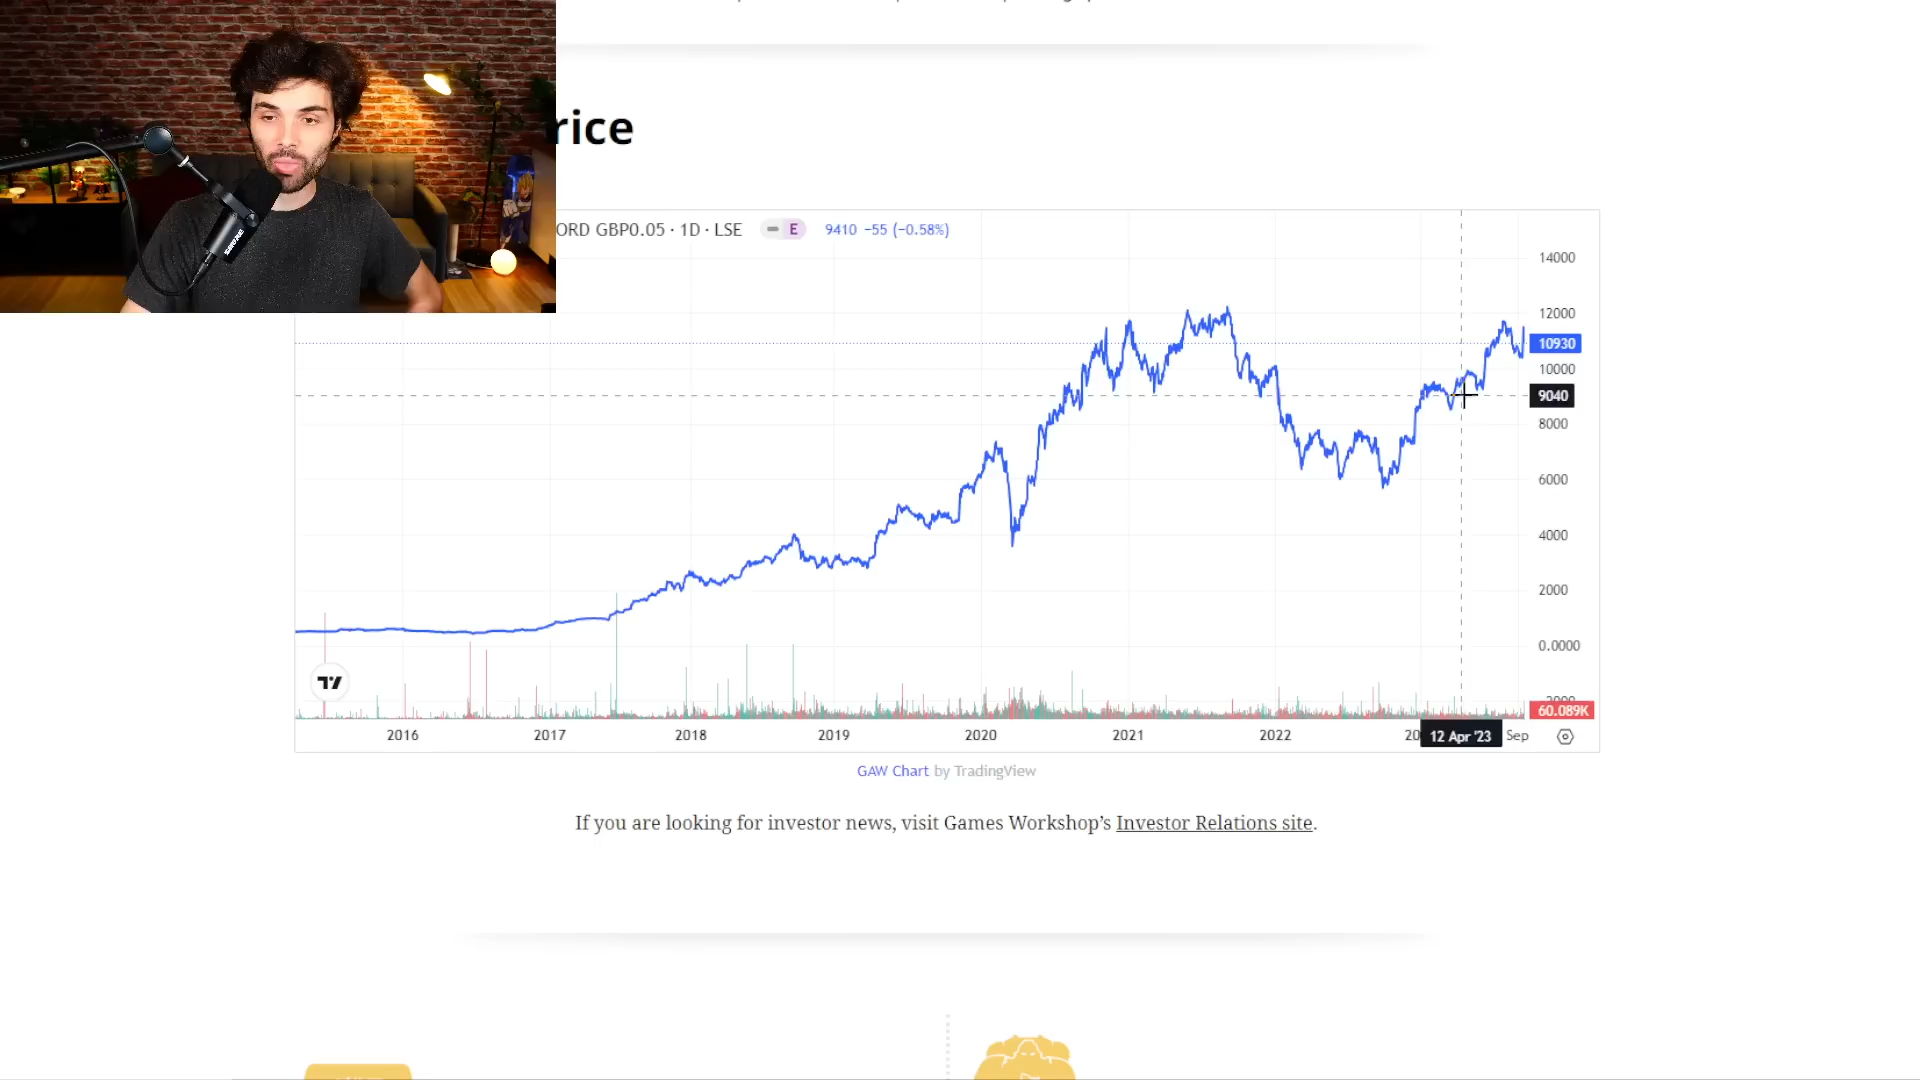 rice
ORD GBP0.05 · 1D · LSE E 9410 −55 (−0.58%)
14000
12000
10930
10000
9040
8000
6000
4000
2000
0.0000
60.089K
2016 2017 2018 2019 2020 2021 2022 20 12 Apr '23 Sep
GAW Chart by TradingView
If you are looking for investor news, visit Games Workshop’s Investor Relations site.
SHURE